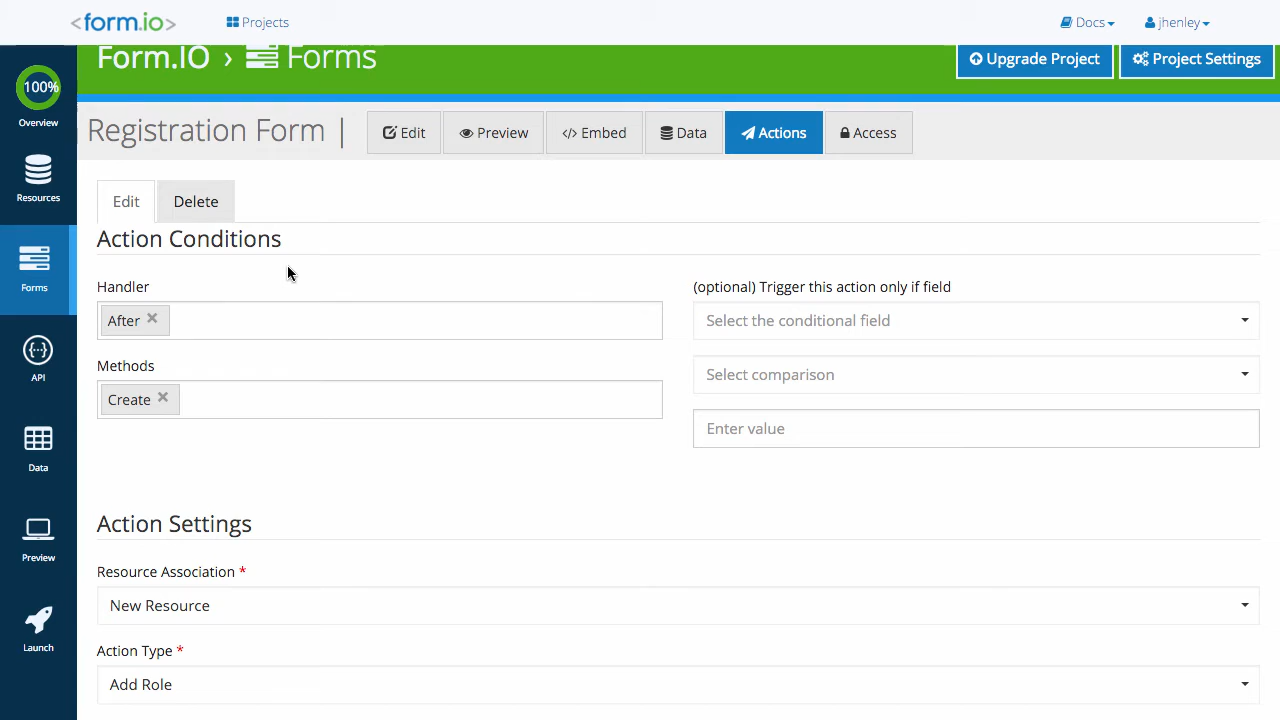 <form.io> Projects Docs jhenley
Form.IO › Forms Upgrade Project Project Settings
100%
Overview
Registration Form | Edit Preview </> Embed Data Actions Access
Resources
Edit Delete
Action Conditions
Forms
Handler (optional) Trigger this action only if field
After × Select the conditional field
Methods
API
Select comparison
Create ×
Enter value
Data
Action Settings
Preview
Resource Association *
New Resource
Launch
Action Type *
Add Role